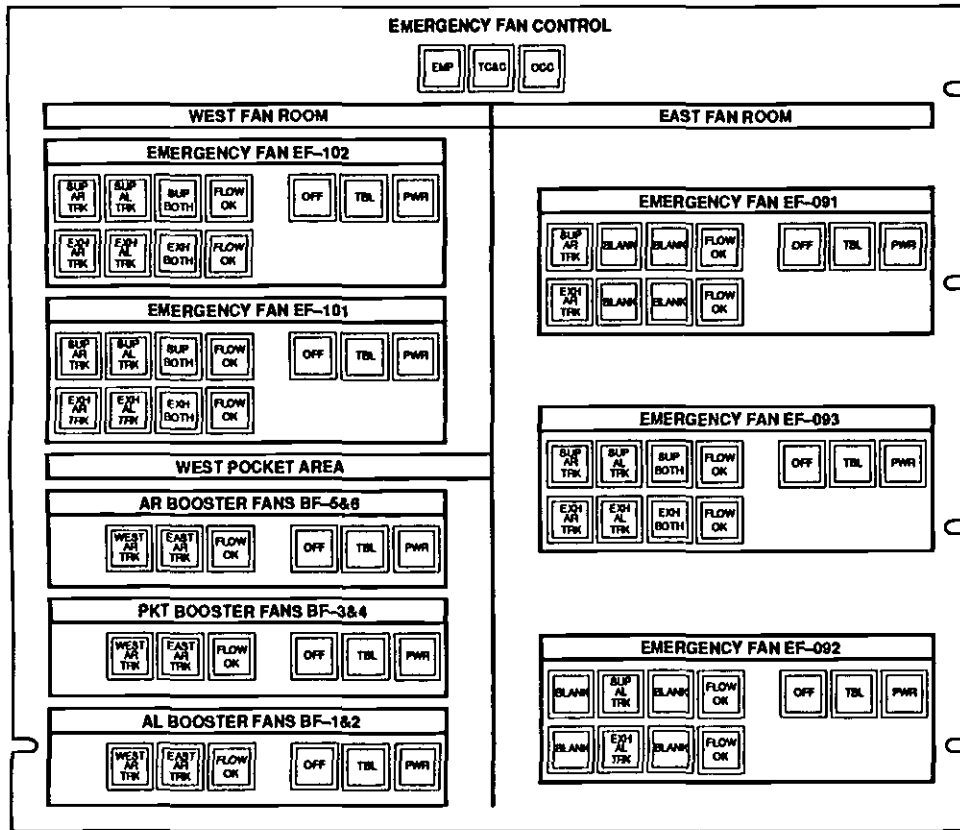 EMERGENCY FAN CONTROL
EMP TC&C OCC
WEST FAN ROOM
EMERGENCY FAN EF-102
SUP AR TRK SUP AL TRK SUP BOTH FLOW OK OFF TBL PWR
EXH AR TRK EXH AL TRK EXH BOTH FLOW OK
EMERGENCY FAN EF-101
SUP AR TRK SUP AL TRK SUP BOTH FLOW OK OFF TBL PWR
EXH AR TRK EXH AL TRK EXH BOTH FLOW OK
WEST POCKET AREA
AR BOOSTER FANS BF-5&6
WEST AR TRK EAST AR TRK FLOW OK OFF TBL PWR
PKT BOOSTER FANS BF-3&4
WEST AR TRK EAST AR TRK FLOW OK OFF TBL PWR
AL BOOSTER FANS BF-1&2
WEST AR TRK EAST AR TRK FLOW OK OFF TBL PWR
EAST FAN ROOM
EMERGENCY FAN EF-091
SUP AR TRK BLANK BLANK FLOW OK OFF TBL PWR
EXH AR TRK BLANK BLANK FLOW OK
EMERGENCY FAN EF-093
SUP AR TRK SUP AL TRK SUP BOTH FLOW OK OFF TBL PWR
EXH AR TRK EXH AL TRK EXH BOTH FLOW OK
EMERGENCY FAN EF-092
BLANK SUP AL TRK BLANK FLOW OK OFF TBL PWR
BLANK EXH AL TRK BLANK FLOW OK